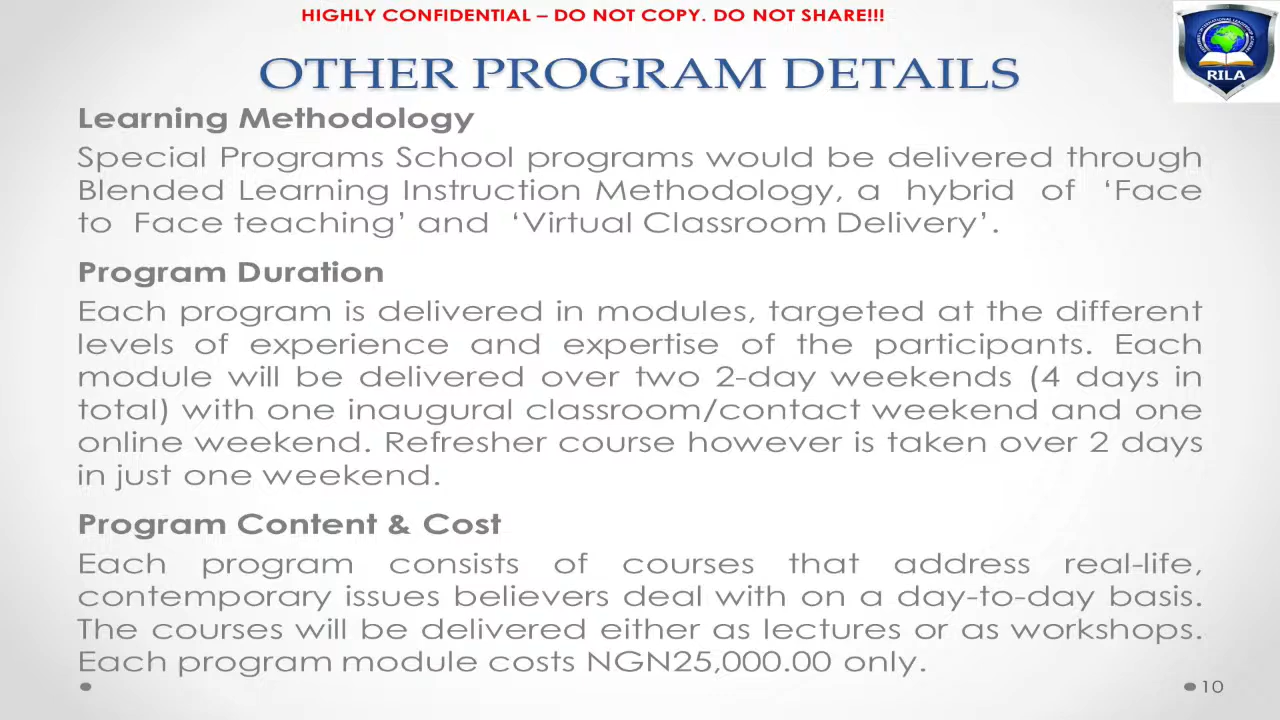 HIGHLY CONFIDENTIAL – DO NOT COPY. DO NOT SHARE!!!
OTHER PROGRAM DETAILS
RILA
Learning Methodology
Special Programs School programs would be delivered through
Blended Learning Instruction Methodology, a hybrid of ‘Face
to Face teaching’ and ‘Virtual Classroom Delivery’.
Program Duration
Each program is delivered in modules, targeted at the different
levels of experience and expertise of the participants. Each
module will be delivered over two 2-day weekends (4 days in
total) with one inaugural classroom/contact weekend and one
online weekend. Refresher course however is taken over 2 days
in just one weekend.
Program Content & Cost
Each program consists of courses that address real-life,
contemporary issues believers deal with on a day-to-day basis.
The courses will be delivered either as lectures or as workshops.
Each program module costs NGN25,000.00 only.
10